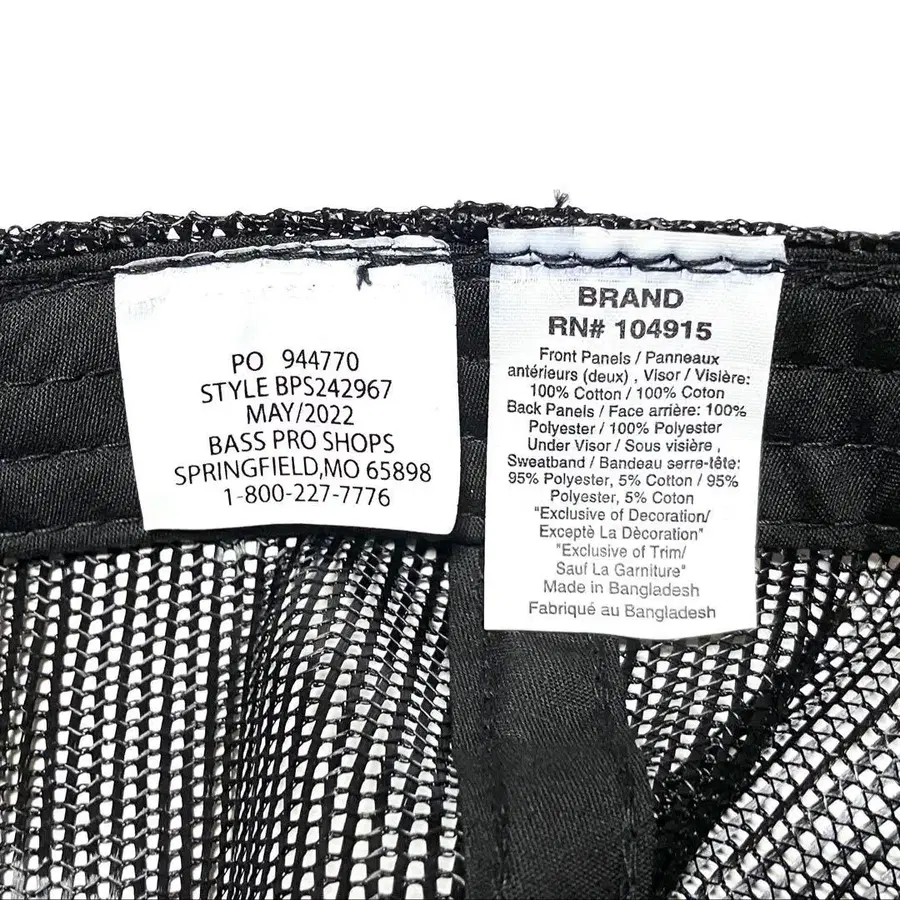 PO 944770
STYLE BPS242967
MAY/2022
BASS PRO SHOPS
SPRINGFIELD,MO 65898
1-800-227-7776
BRAND
RN# 104915
Front Panels / Panneaux
antérieurs (deux) , Visor / Visière:
100% Cotton / 100% Coton
Back Panels / Face arrière: 100%
Polyester / 100% Polyester
Under Visor / Sous visière ,
Sweatband / Bandeau serre-tête:
95% Polyester, 5% Cotton / 95%
Polyester, 5% Coton
"Exclusive of Decoration/
Exceptè La Dècoration"
"Exclusive of Trim/
Sauf La Garniture"
Made in Bangladesh
Fabriqué au Bangladesh